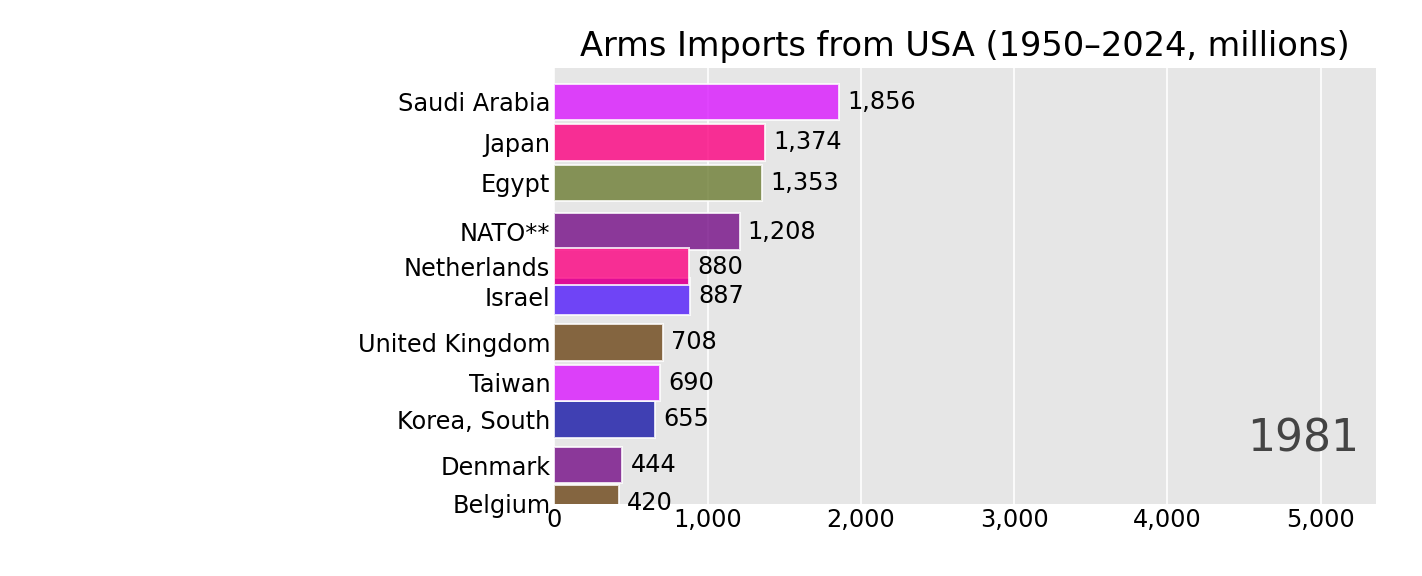 Arms Imports from USA (1950–2024, millions)
Saudi Arabia 1,856
Japan 1,374
Egypt 1,353
NATO** 1,208
Netherlands 880
Israel 887
United Kingdom 708
Taiwan 690
Korea, South 655
1981
Denmark 444
Belgium 420
0 1,000 2,000 3,000 4,000 5,000